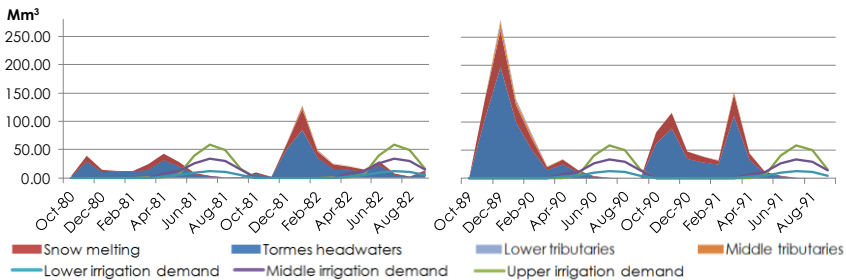 Mm³
250.00
200.00
150.00
100.00
50.00
0.00
Oct-80 Dec-80 Feb-81 Apr-81 Jun-81 Aug-81 Oct-81 Dec-81 Feb-82 Apr-82 Jun-82 Aug-82
Oct-89 Dec-89 Feb-90 Apr-90 Jun-90 Aug-90 Oct-90 Dec-90 Feb-91 Apr-91 Jun-91 Aug-91
Snow melting Tormes headwaters Lower tributaries Middle tributaries
Lower irrigation demand Middle irrigation demand Upper irrigation demand